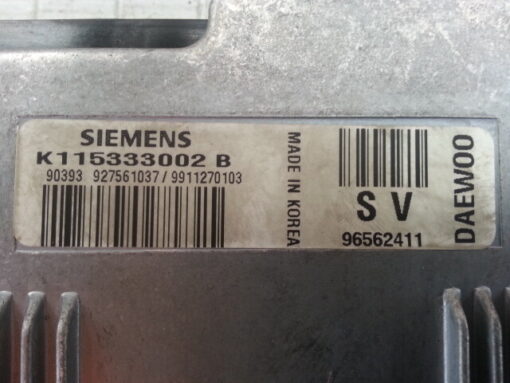 SIEMENS
K115333002 B
90393 927561037 / 9911270103
MADE IN KOREA
S V
96562411
DAEWOO